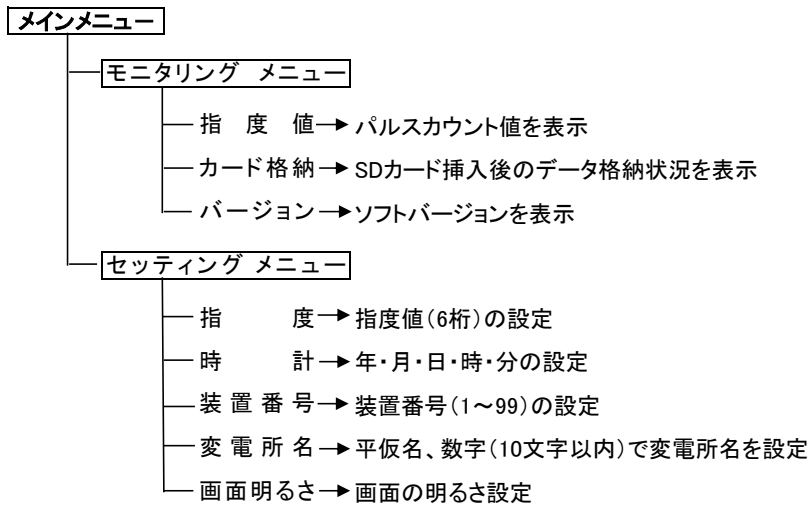 メインメニュー
モニタリング メニュー
指 度 値→パルスカウント値を表示
カード格納→SDカード挿入後のデータ格納状況を表示
バージョン→ソフトバージョンを表示
セッティング メニュー
指 度→指度値(6桁)の設定
時 計→年・月・日・時・分の設定
装置番号→装置番号(1~99)の設定
変電所名→平仮名、数字(10文字以内)で変電所名を設定
画面明るさ→画面の明るさ設定